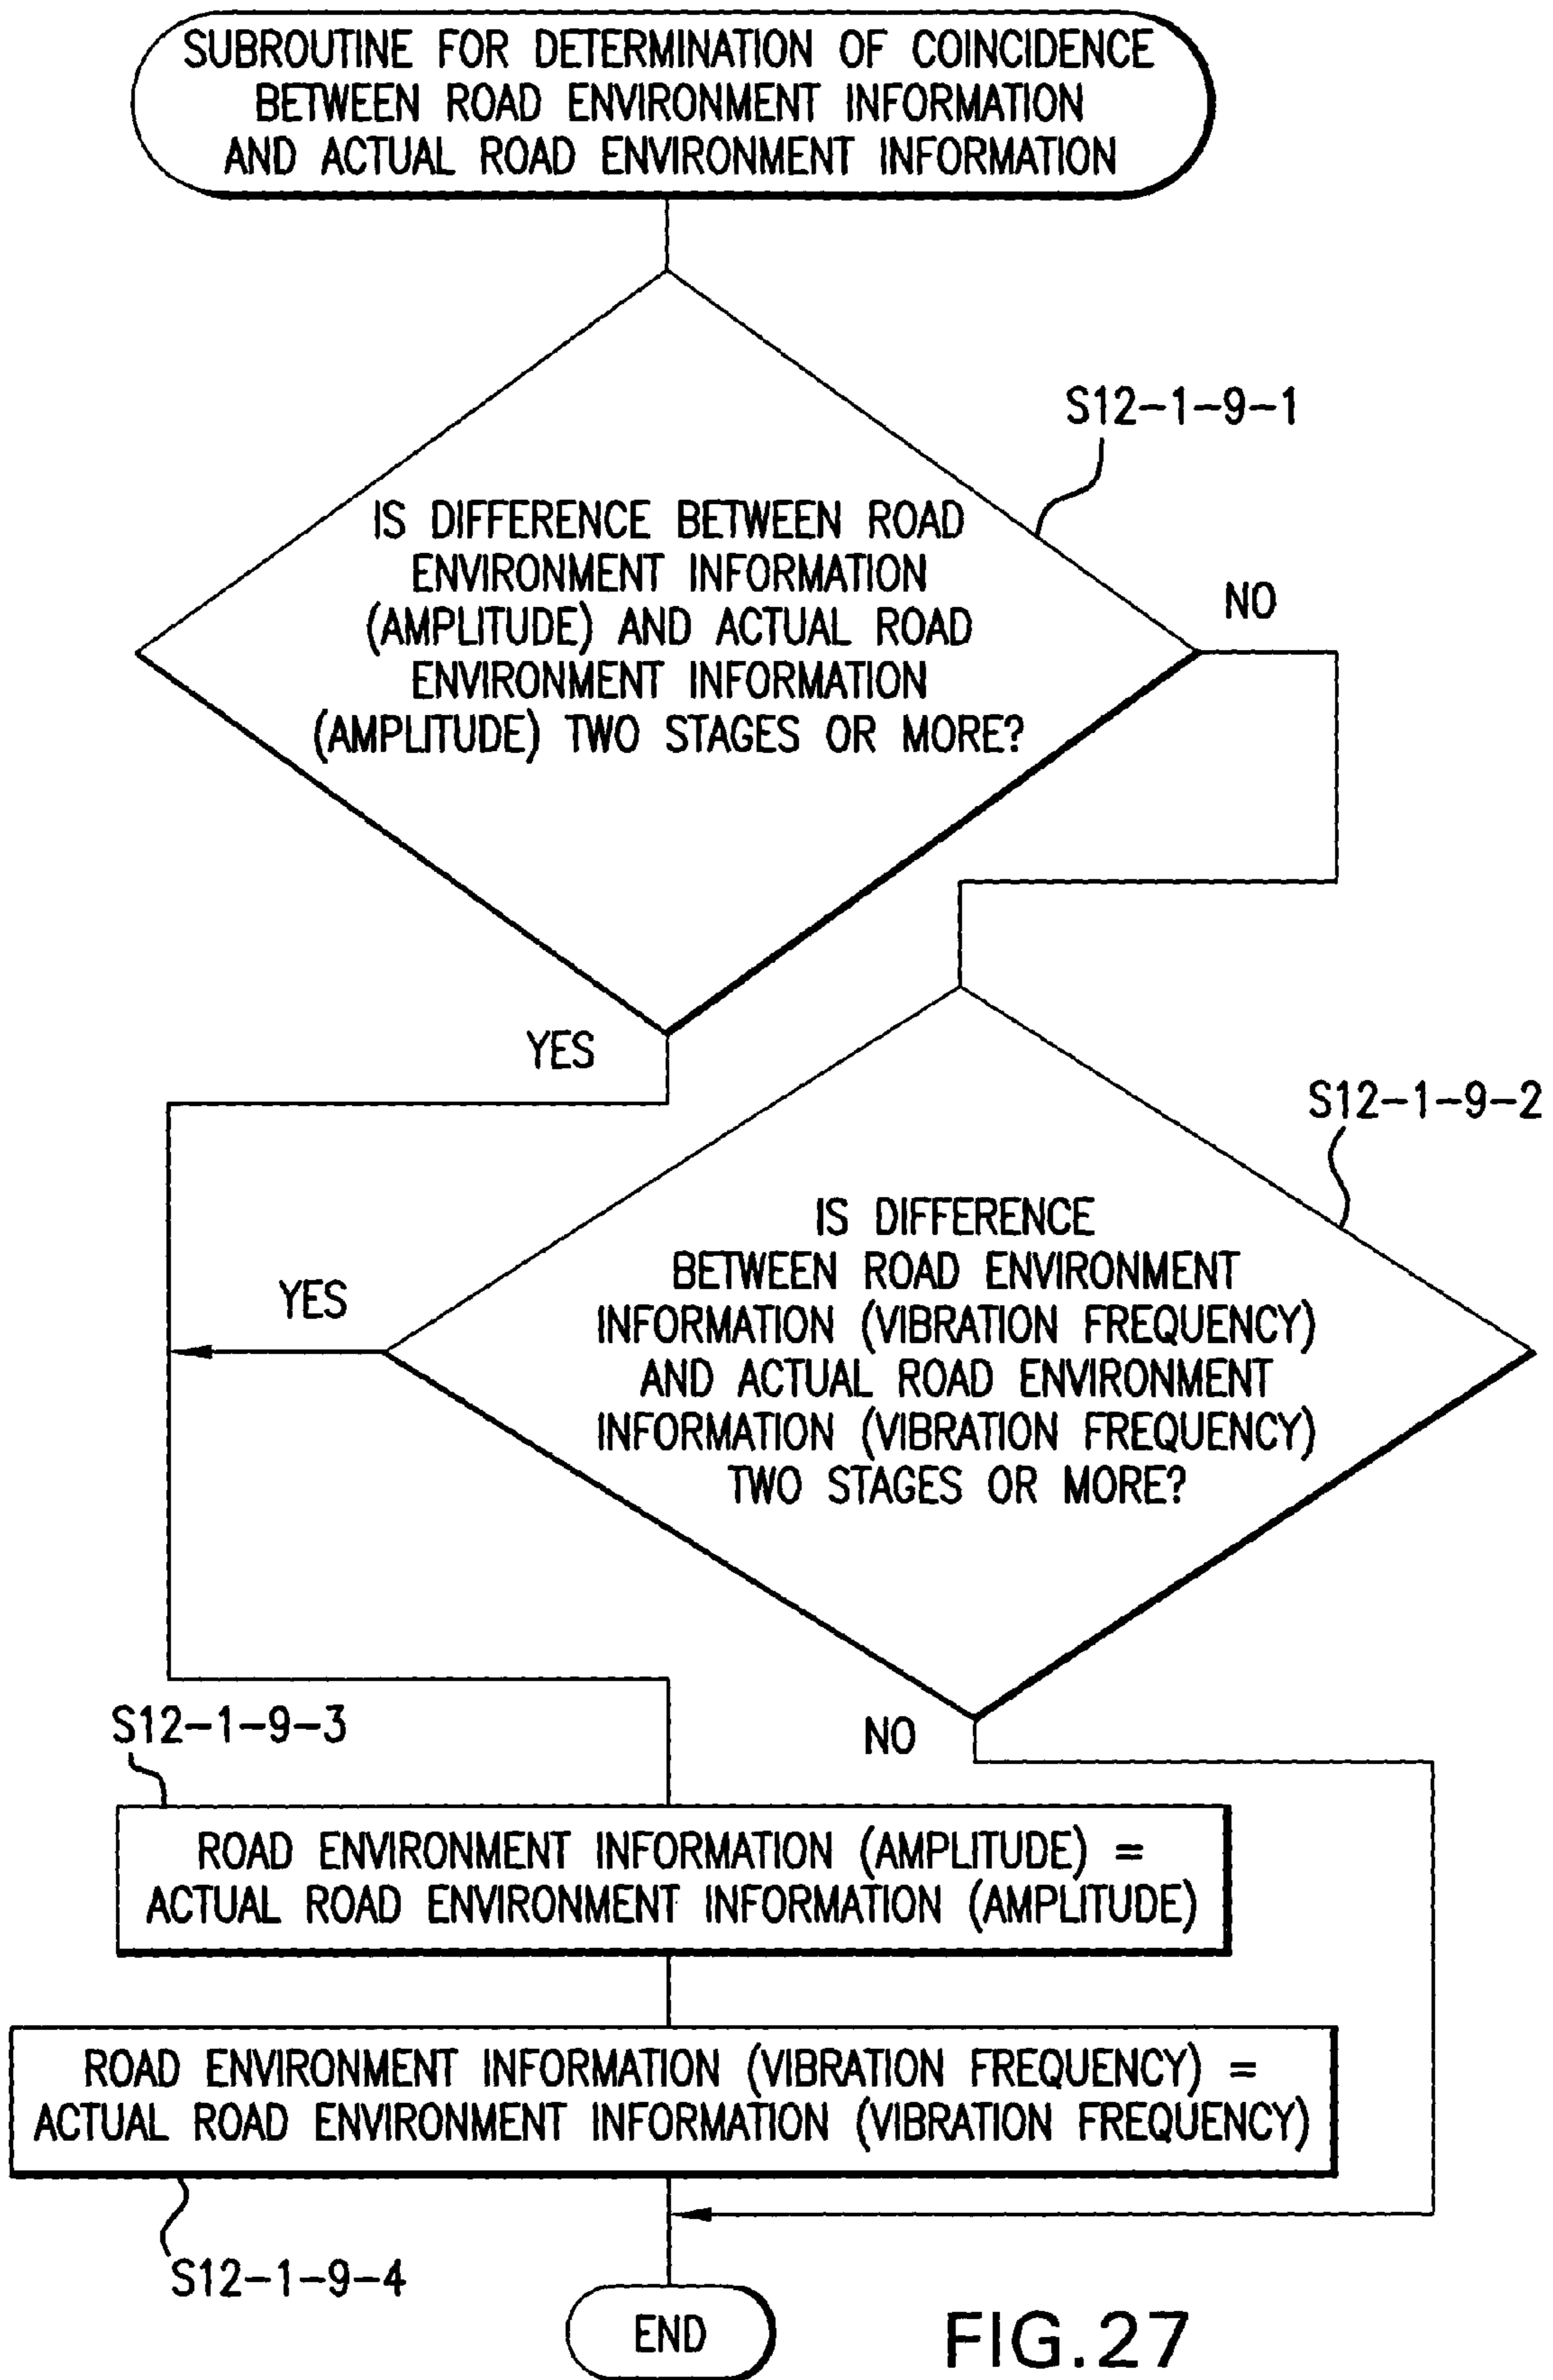 SUBROUTINE FOR DETERMINATION OF COINCIDENCE
BETWEEN ROAD ENVIRONMENT INFORMATION
AND ACTUAL ROAD ENVIRONMENT INFORMATION
S12-1-9-1
IS DIFFERENCE BETWEEN ROAD
ENVIRONMENT INFORMATION
(AMPLITUDE) AND ACTUAL ROAD
ENVIRONMENT INFORMATION
(AMPLITUDE) TWO STAGES OR MORE?
NO
YES
S12-1-9-2
IS DIFFERENCE
BETWEEN ROAD ENVIRONMENT
INFORMATION (VIBRATION FREQUENCY)
AND ACTUAL ROAD ENVIRONMENT
INFORMATION (VIBRATION FREQUENCY)
TWO STAGES OR MORE?
YES
NO
S12-1-9-3
ROAD ENVIRONMENT INFORMATION (AMPLITUDE) =
ACTUAL ROAD ENVIRONMENT INFORMATION (AMPLITUDE)
ROAD ENVIRONMENT INFORMATION (VIBRATION FREQUENCY) =
ACTUAL ROAD ENVIRONMENT INFORMATION (VIBRATION FREQUENCY)
S12-1-9-4
END
FIG.27